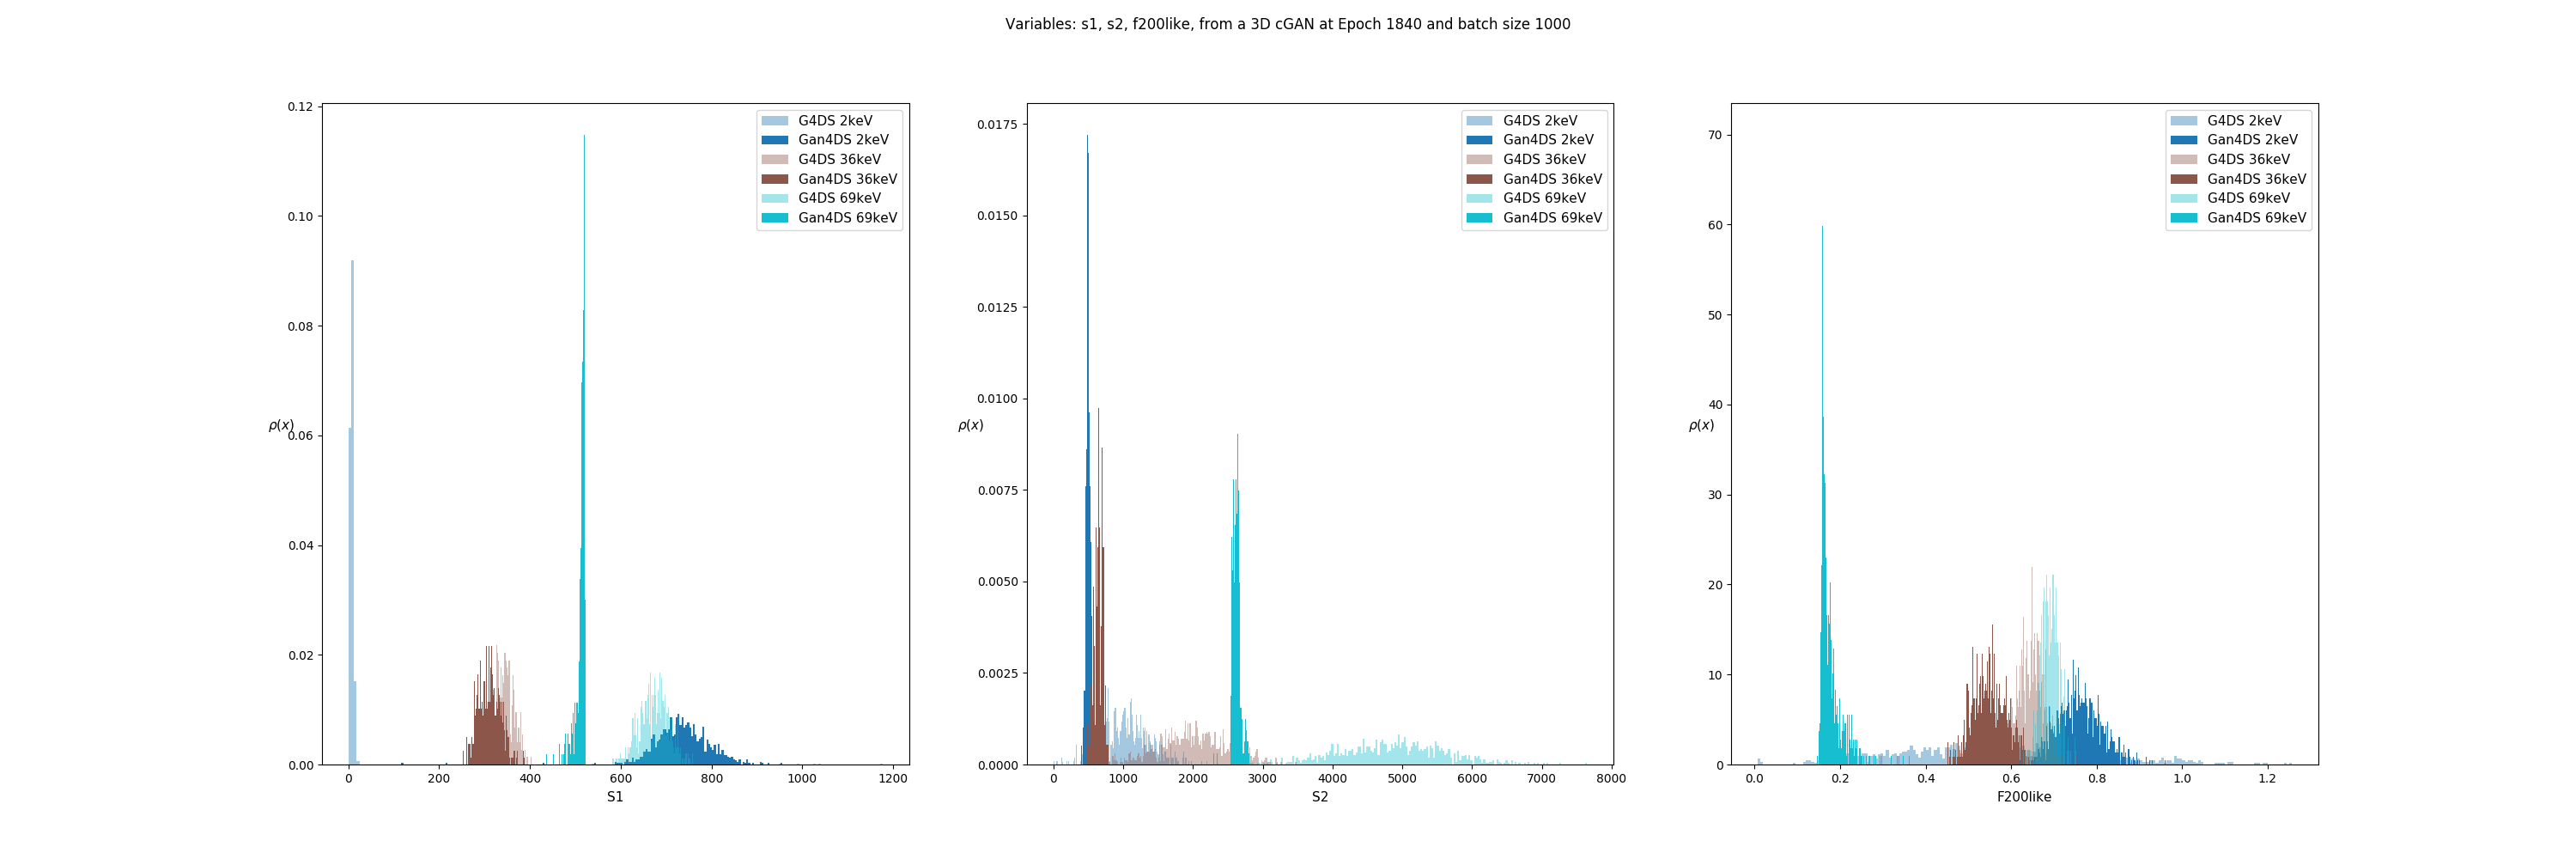 Variables: s1, s2, f200like, from a 3D cGAN at Epoch 1840 and batch size 1000
0.12
0.10
0.08
0.06
0.04
0.02
0.00
ρ(x)
0 200 400 600 800 1000 1200
S1
G4DS 2keV
Gan4DS 2keV
G4DS 36keV
Gan4DS 36keV
G4DS 69keV
Gan4DS 69keV
0.0175
0.0150
0.0125
0.0100
0.0075
0.0050
0.0025
0.0000
ρ(x)
0 1000 2000 3000 4000 5000 6000 7000 8000
S2
G4DS 2keV
Gan4DS 2keV
G4DS 36keV
Gan4DS 36keV
G4DS 69keV
Gan4DS 69keV
70
60
50
40
30
20
10
0
ρ(x)
0.0 0.2 0.4 0.6 0.8 1.0 1.2
F200like
G4DS 2keV
Gan4DS 2keV
G4DS 36keV
Gan4DS 36keV
G4DS 69keV
Gan4DS 69keV